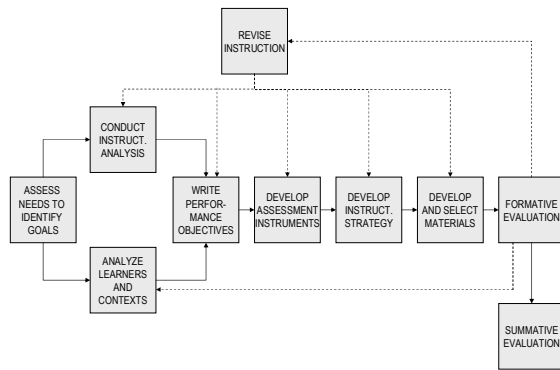 REVISE
INSTRUCTION
CONDUCT
INSTRUCT.
ANALYSIS
ASSESS
NEEDS TO
IDENTIFY
GOALS
WRITE
PERFOR-
MANCE
OBJECTIVES
DEVELOP
ASSESSMENT
INSTRUMENTS
DEVELOP
INSTRUCT.
STRATEGY
DEVELOP
AND SELECT
MATERIALS
FORMATIVE
EVALUATION
ANALYZE
LEARNERS
AND
CONTEXTS
SUMMATIVE
EVALUATION